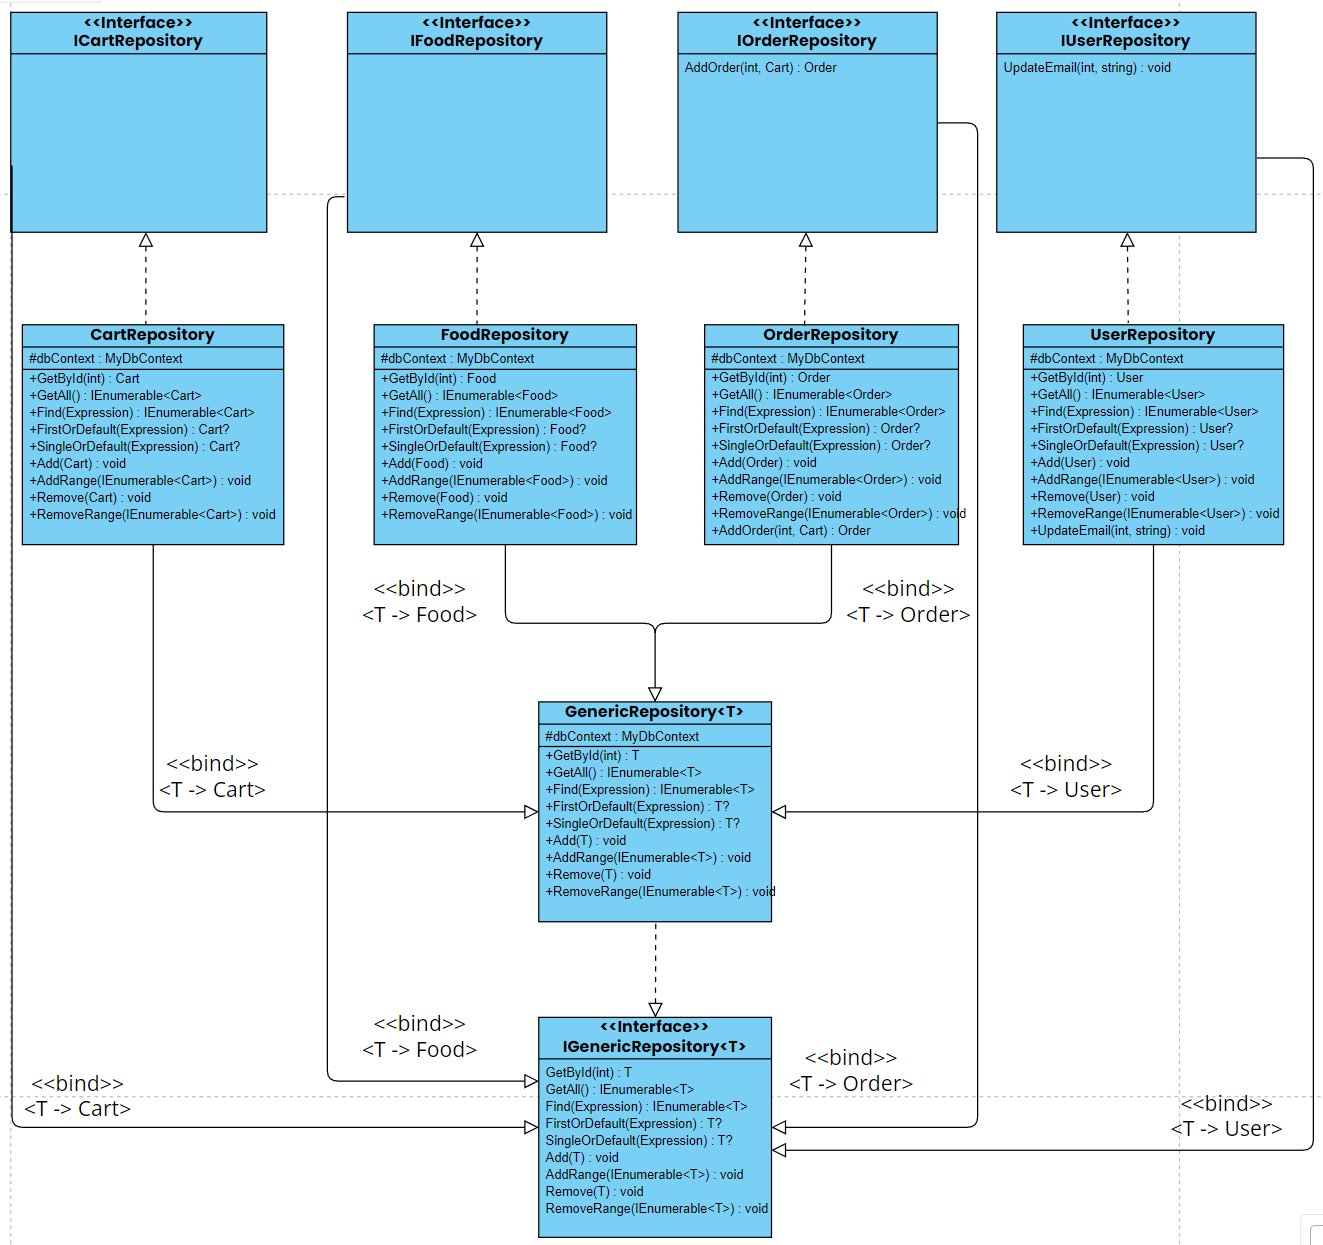 <<Interface>>
ICartRepository
<<Interface>>
IFoodRepository
<<Interface>>
IOrderRepository
AddOrder(int, Cart) : Order
<<Interface>>
IUserRepository
UpdateEmail(int, string) : void
CartRepository
#dbContext : MyDbContext
+GetById(int) : Cart
+GetAll() : IEnumerable<Cart>
+Find(Expression) : IEnumerable<Cart>
+FirstOrDefault(Expression) : Cart?
+SingleOrDefault(Expression) : Cart?
+Add(Cart) : void
+AddRange(IEnumerable<Cart>) : void
+Remove(Cart) : void
+RemoveRange(IEnumerable<Cart>) : void
FoodRepository
#dbContext : MyDbContext
+GetById(int) : Food
+GetAll() : IEnumerable<Food>
+Find(Expression) : IEnumerable<Food>
+FirstOrDefault(Expression) : Food?
+SingleOrDefault(Expression) : Food?
+Add(Food) : void
+AddRange(IEnumerable<Food>) : void
+Remove(Food) : void
+RemoveRange(IEnumerable<Food>) : void
OrderRepository
#dbContext : MyDbContext
+GetById(int) : Order
+GetAll() : IEnumerable<Order>
+Find(Expression) : IEnumerable<Order>
+FirstOrDefault(Expression) : Order?
+SingleOrDefault(Expression) : Order?
+Add(Order) : void
+AddRange(IEnumerable<Order>) : void
+Remove(Order) : void
+RemoveRange(IEnumerable<Order>) : void
+AddOrder(int, Cart) : Order
UserRepository
#dbContext : MyDbContext
+GetById(int) : User
+GetAll() : IEnumerable<User>
+Find(Expression) : IEnumerable<User>
+FirstOrDefault(Expression) : User?
+SingleOrDefault(Expression) : User?
+Add(User) : void
+AddRange(IEnumerable<User>) : void
+Remove(User) : void
+RemoveRange(IEnumerable<User>) : void
+UpdateEmail(int, string) : void
<<bind>>
<T -> Food>
<<bind>>
<T -> Order>
<<bind>>
<T -> Cart>
GenericRepository<T>
#dbContext : MyDbContext
+GetById(int) : T
+GetAll() : IEnumerable<T>
+Find(Expression) : IEnumerable<T>
+FirstOrDefault(Expression) : T?
+SingleOrDefault(Expression) : T?
+Add(T) : void
+AddRange(IEnumerable<T>) : void
+Remove(T) : void
+RemoveRange(IEnumerable<T>) : void
<<bind>>
<T -> User>
<<bind>>
<T -> Food>
<<bind>>
<T -> Cart>
<<Interface>>
IGenericRepository<T>
GetById(int) : T
GetAll() : IEnumerable<T>
Find(Expression) : IEnumerable<T>
FirstOrDefault(Expression) : T?
SingleOrDefault(Expression) : T?
Add(T) : void
AddRange(IEnumerable<T>) : void
Remove(T) : void
RemoveRange(IEnumerable<T>) : void
<<bind>>
<T -> Order>
<<bind>>
<T -> User>